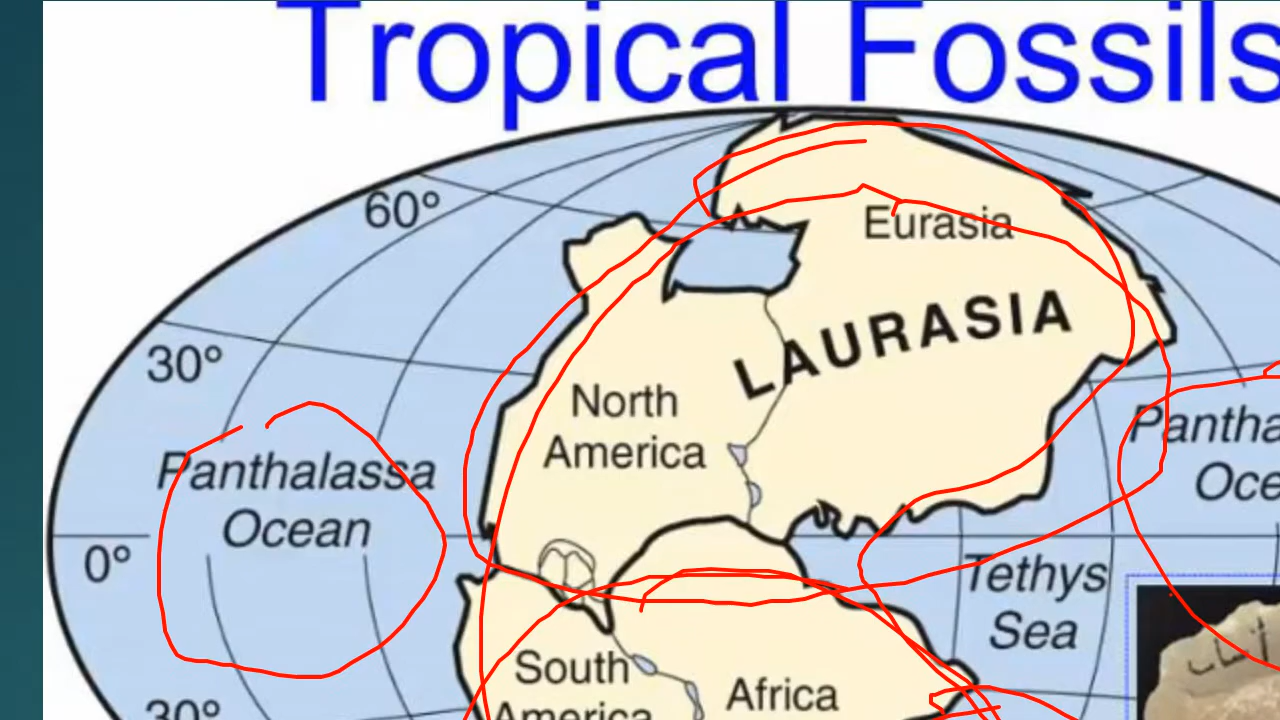 Tropical Fossils
60°
Eurasia
LAURASIA
30°
North
America
Panthalassa
Ocean
Pantha
Oce
0°
Tethys
Sea
South
America
Africa
30°